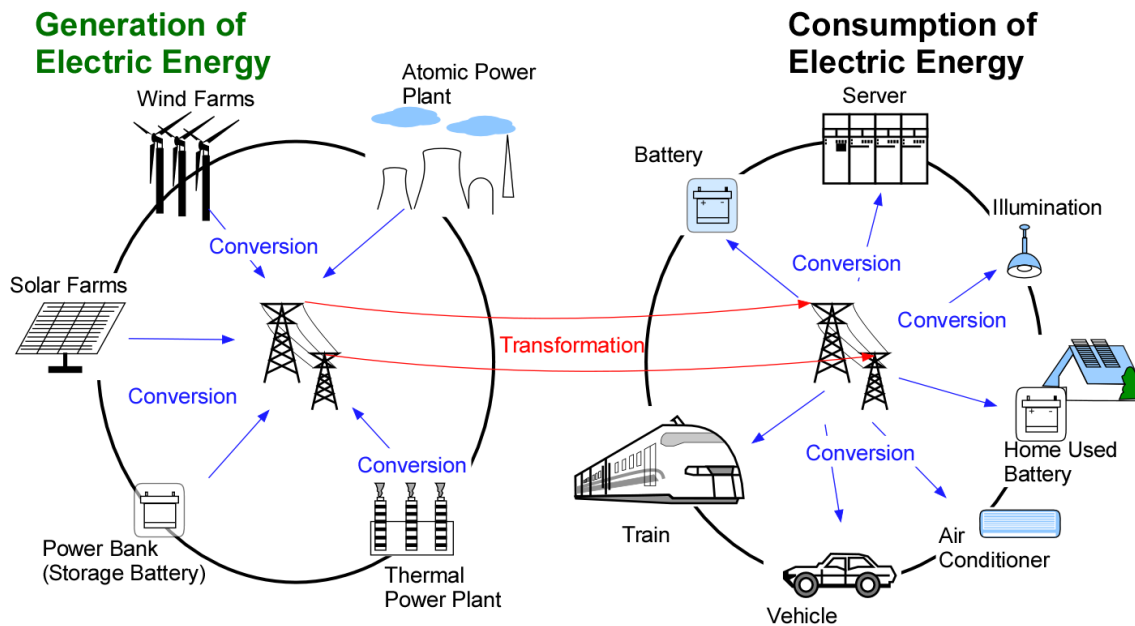 Generation of
Electric Energy
Wind Farms
Atomic Power
Plant
Conversion
Solar Farms
Conversion
Conversion
Power Bank
(Storage Battery)
Thermal
Power Plant
Transformation
Consumption of
Electric Energy
Server
Battery
Illumination
Conversion
Conversion
Home Used
Battery
Conversion
Train
Air
Conditioner
Vehicle